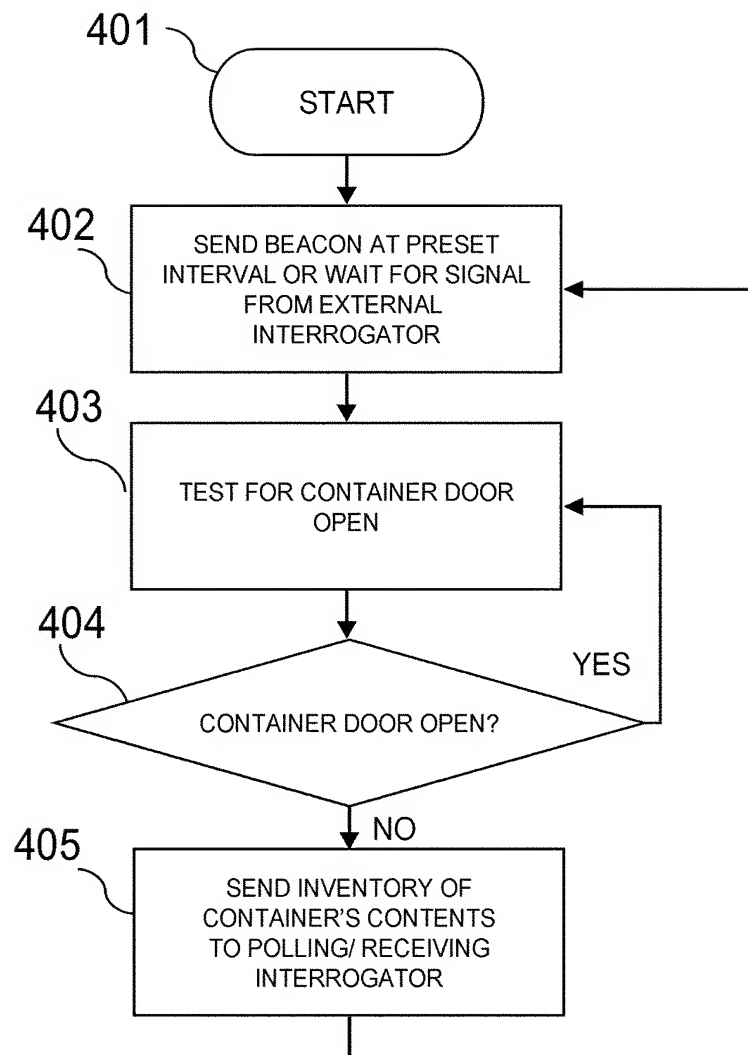 401
START
402
SEND BEACON AT PRESET
INTERVAL OR WAIT FOR SIGNAL
FROM EXTERNAL
INTERROGATOR
403
TEST FOR CONTAINER DOOR
OPEN
404
YES
CONTAINER DOOR OPEN?
NO
405
SEND INVENTORY OF
CONTAINER'S CONTENTS
TO POLLING/ RECEIVING
INTERROGATOR